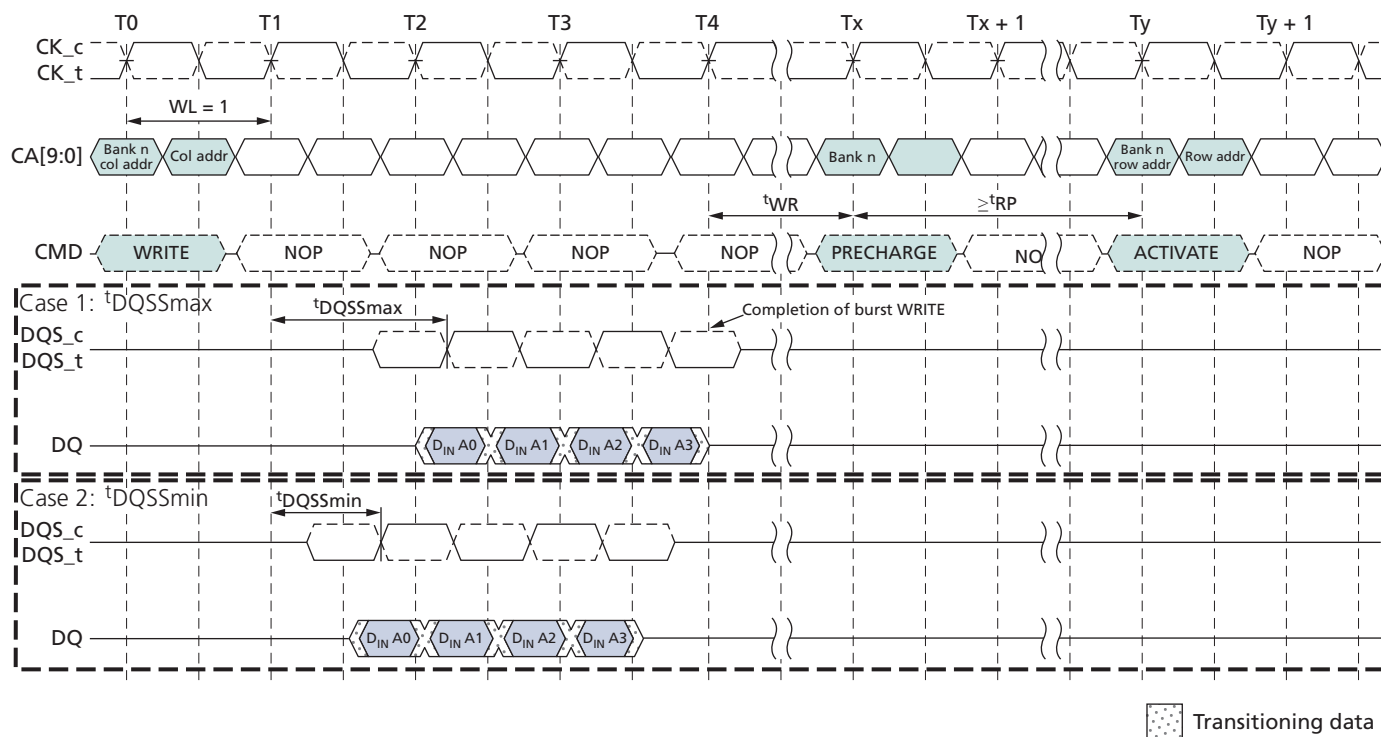 T0 T1 T2 T3 T4 Tx Tx + 1 Ty Ty + 1
CK_c
CK_t
WL = 1
CA[9:0] Bank n col addr Col addr Bank n Bank n row addr Row addr
tWR ≥tRP
CMD WRITE NOP NOP NOP NOP PRECHARGE NO ACTIVATE NOP
Case 1: tDQSSmax
tDQSSmax
Completion of burst WRITE
DQS_c
DQS_t
DQ DIN A0 DIN A1 DIN A2 DIN A3
Case 2: tDQSSmin
tDQSSmin
DQS_c
DQS_t
DQ DIN A0 DIN A1 DIN A2 DIN A3
Transitioning data